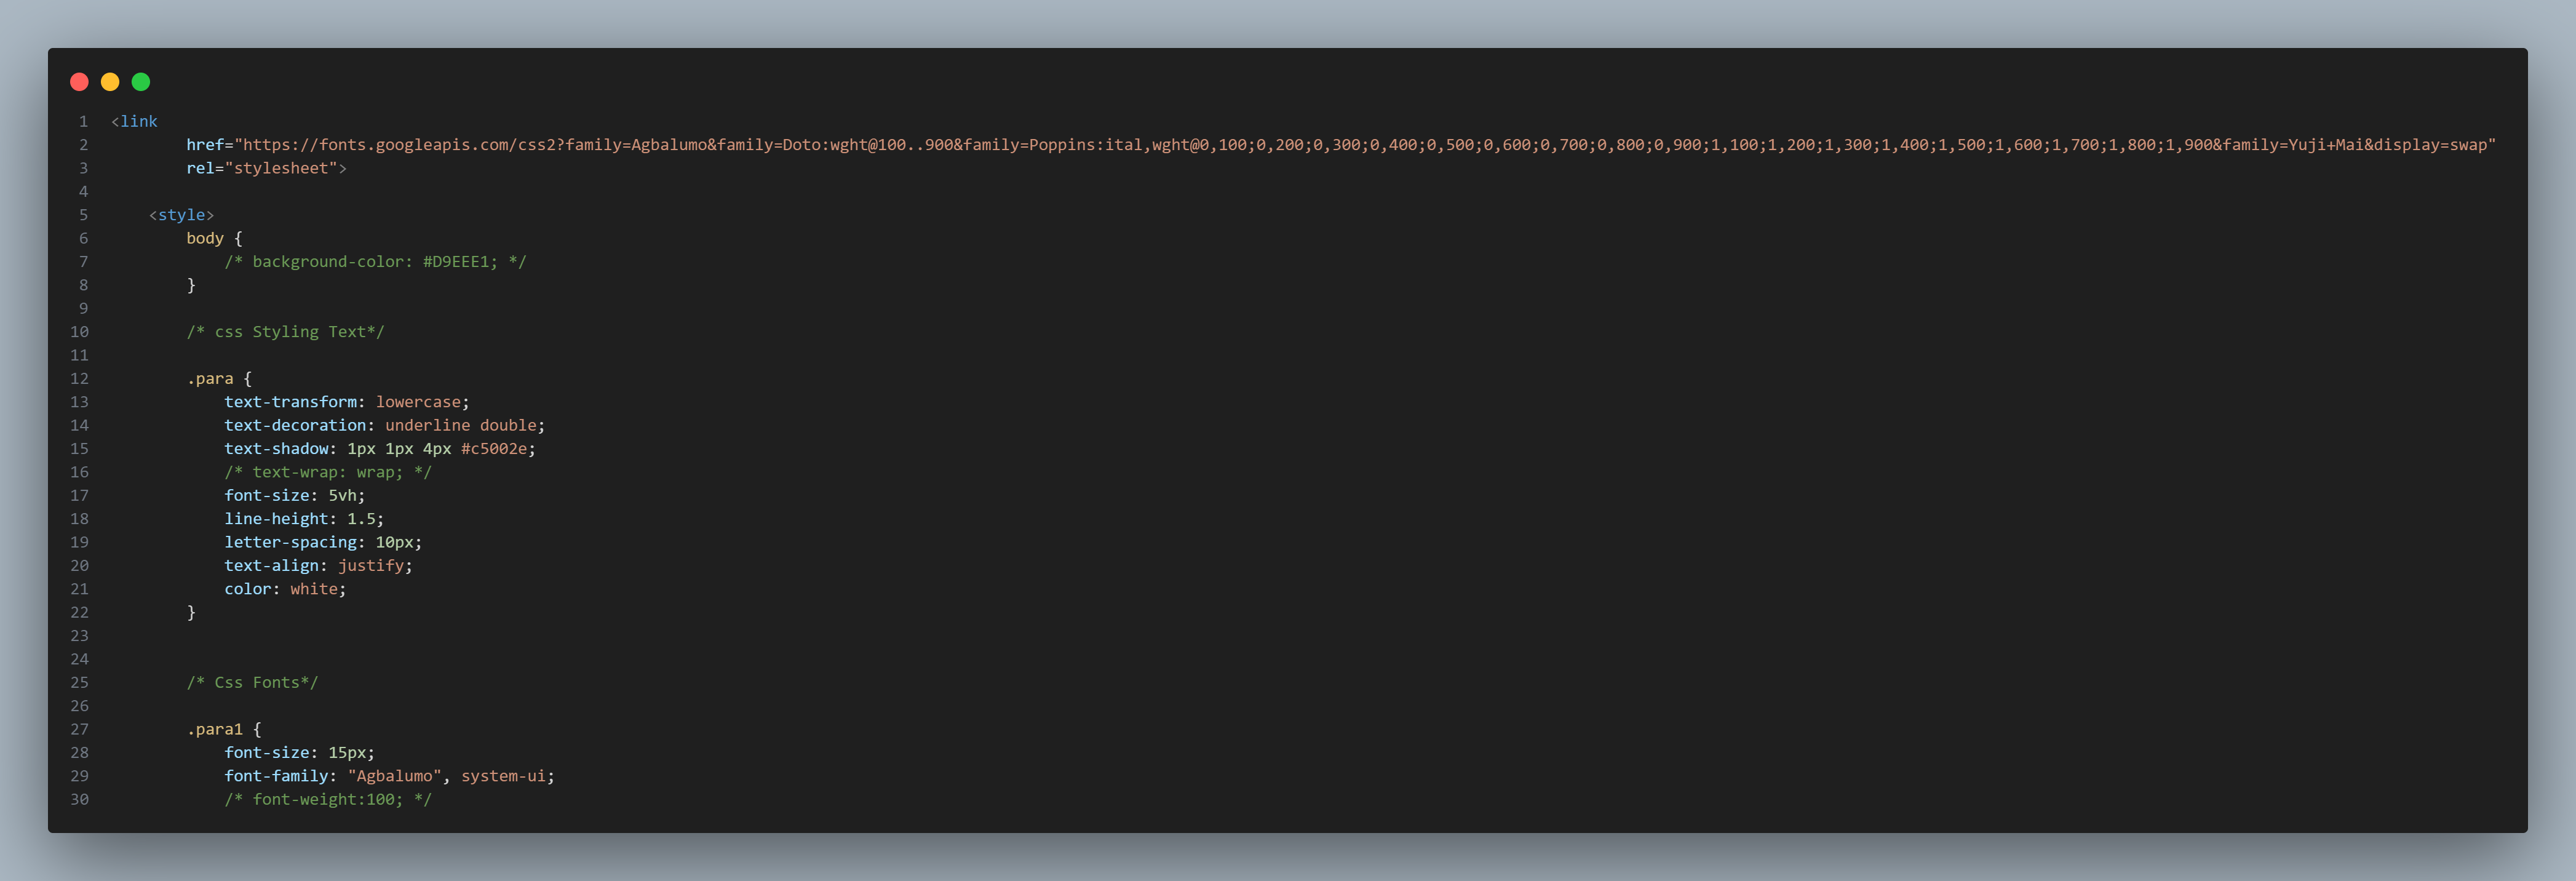 1 <link
2 href="https://fonts.googleapis.com/css2?family=Agbalumo&family=Doto:wght@100..900&family=Poppins:ital,wght@0,100;0,200;0,300;0,400;0,500;0,600;0,700;0,800;0,900;1,100;1,200;1,300;1,400;1,500;1,600;1,700;1,800;1,900&family=Yuji+Mai&display=swap"
3 rel="stylesheet">
4
5 <style>
6 body {
7 /* background-color: #D9EEE1; */
8 }
9
10 /* css Styling Text*/
11
12 .para {
13 text-transform: lowercase;
14 text-decoration: underline double;
15 text-shadow: 1px 1px 4px #c5002e;
16 /* text-wrap: wrap; */
17 font-size: 5vh;
18 line-height: 1.5;
19 letter-spacing: 10px;
20 text-align: justify;
21 color: white;
22 }
23
24
25 /* Css Fonts*/
26
27 .para1 {
28 font-size: 15px;
29 font-family: "Agbalumo", system-ui;
30 /* font-weight:100; */